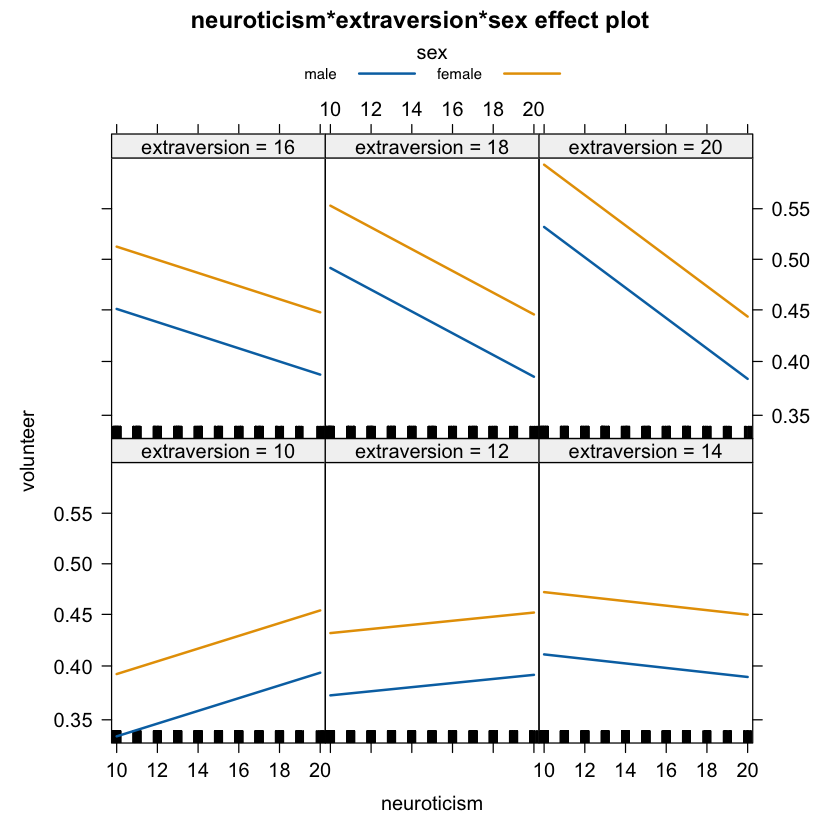 neuroticism*extraversion*sex effect plot
sex
male female
10 12 14 16 18 20
extraversion = 16 extraversion = 18 extraversion = 20
0.55
0.50
0.45
0.40
0.35
volunteer
extraversion = 10 extraversion = 12 extraversion = 14
0.55
0.50
0.45
0.40
0.35
10 12 14 16 18 20 10 12 14 16 18 20
neuroticism